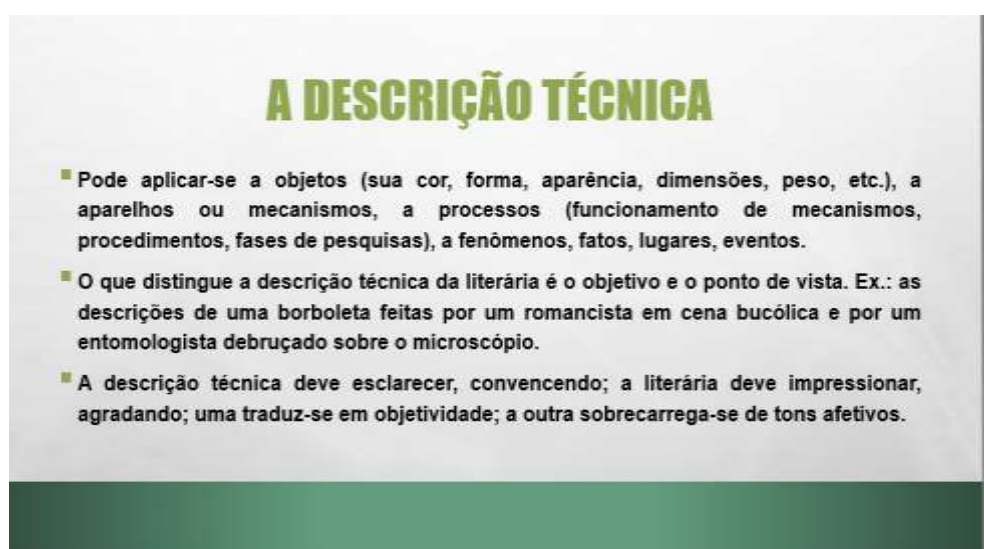 A DESCRIÇÃO TÉCNICA
Pode aplicar-se a objetos (sua cor, forma, aparência, dimensões, peso, etc.), a
aparelhos ou mecanismos, a processos (funcionamento de mecanismos,
procedimentos, fases de pesquisas), a fenômenos, fatos, lugares, eventos.
O que distingue a descrição técnica da literária é o objetivo e o ponto de vista. Ex.: as
descrições de uma borboleta feitas por um romancista em cena bucólica e por um
entomologista debruçado sobre o microscópio.
A descrição técnica deve esclarecer, convencendo; a literária deve impressionar,
agradando; uma traduz-se em objetividade; a outra sobrecarrega-se de tons afetivos.